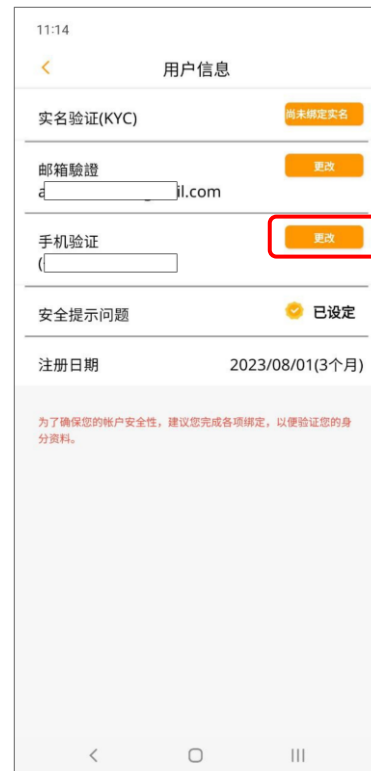 11:14
用户信息
实名验证(KYC)
尚未绑定实名
邮箱驗證
更改
a il.com
手机验证
更改
(
安全提示问题
已设定
注册日期
2023/08/01(3个月)
为了确保您的帐户安全性，建议您完成各项绑定，以便验证您的身
分资料。